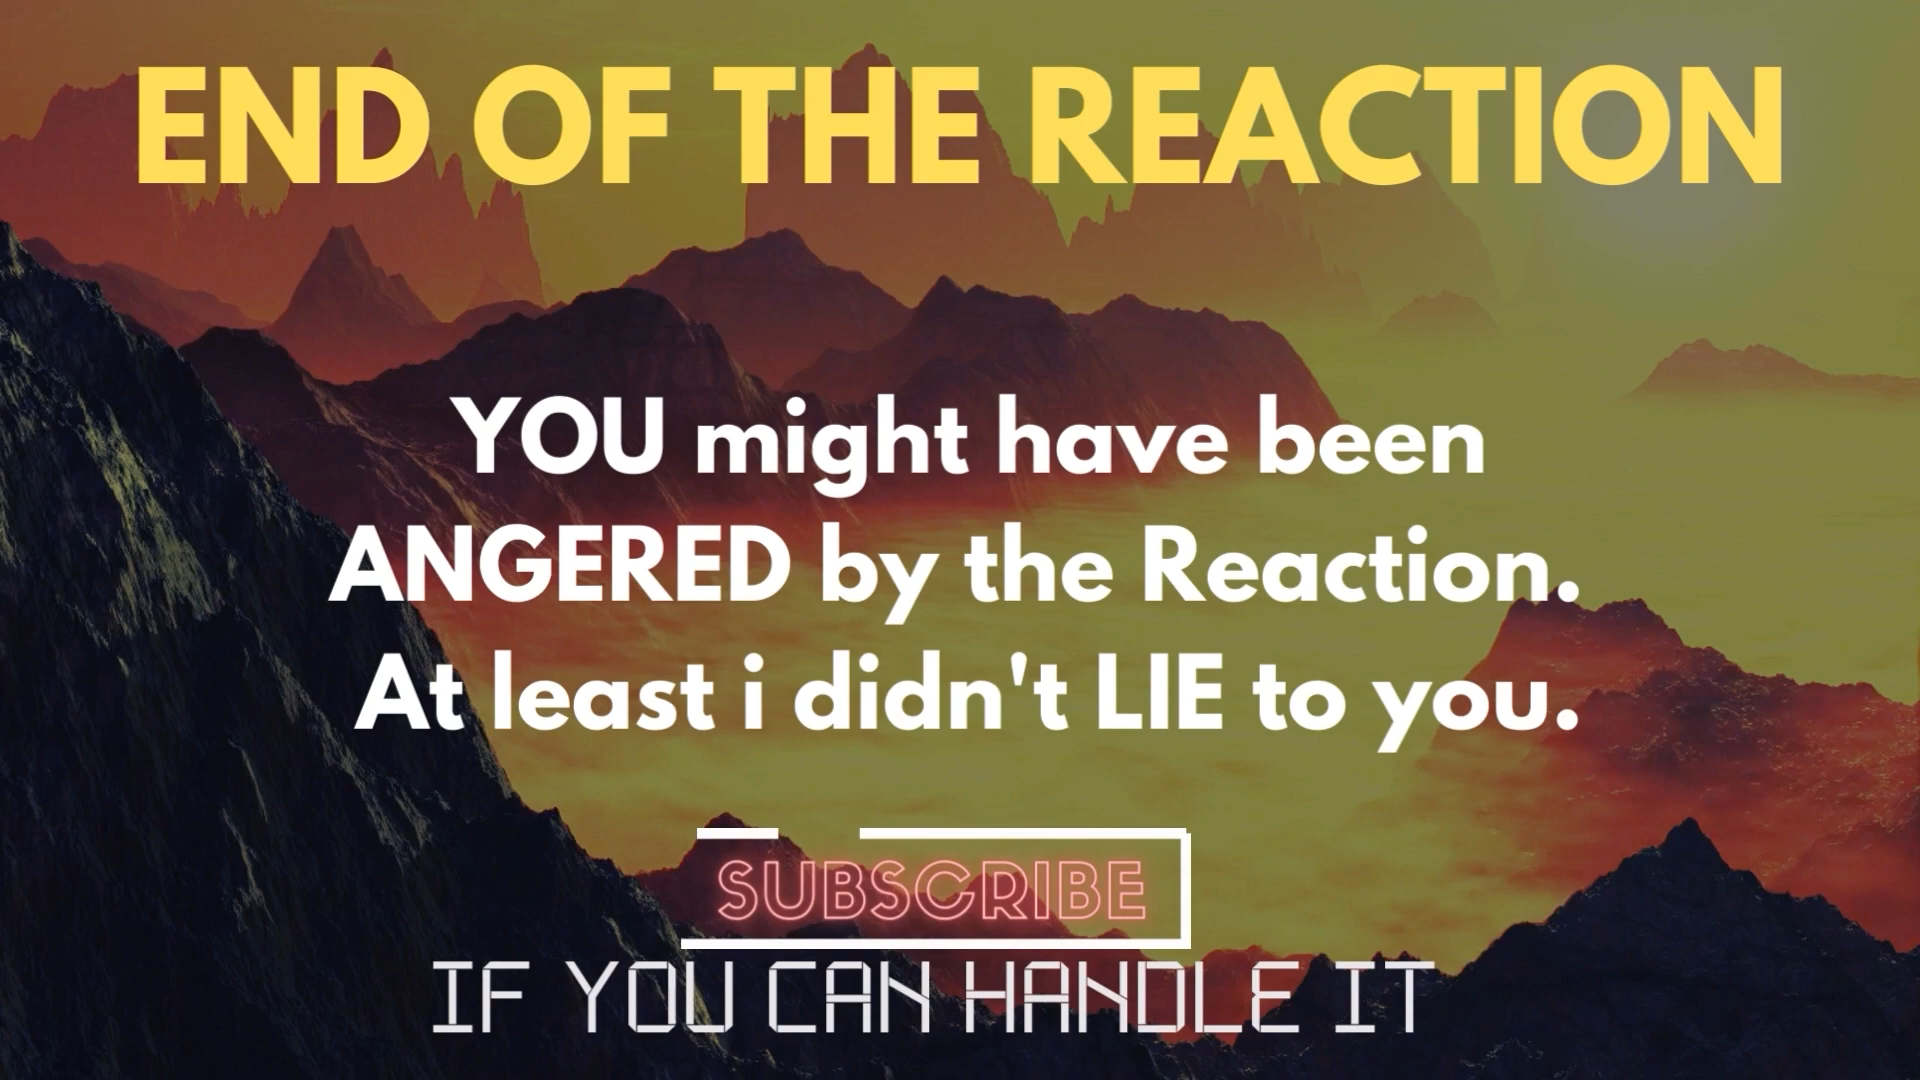 END OF THE REACTION
YOU might have been
ANGERED by the Reaction.
At least i didn't LIE to you.
SUBSCRIBE
IF YOU CAN HANDLE IT